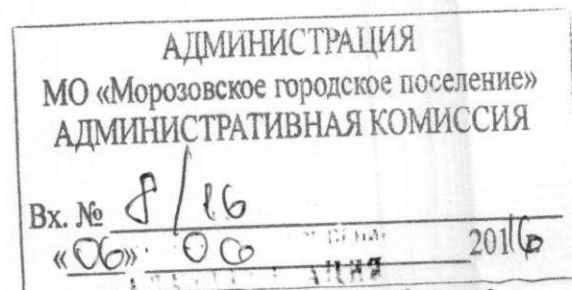 АДМИНИСТРАЦИЯ
МО «Морозовское городское поселение»
АДМИНИСТРАТИВНАЯ КОМИССИЯ
Вх. № 8/16
«06» 06 2016